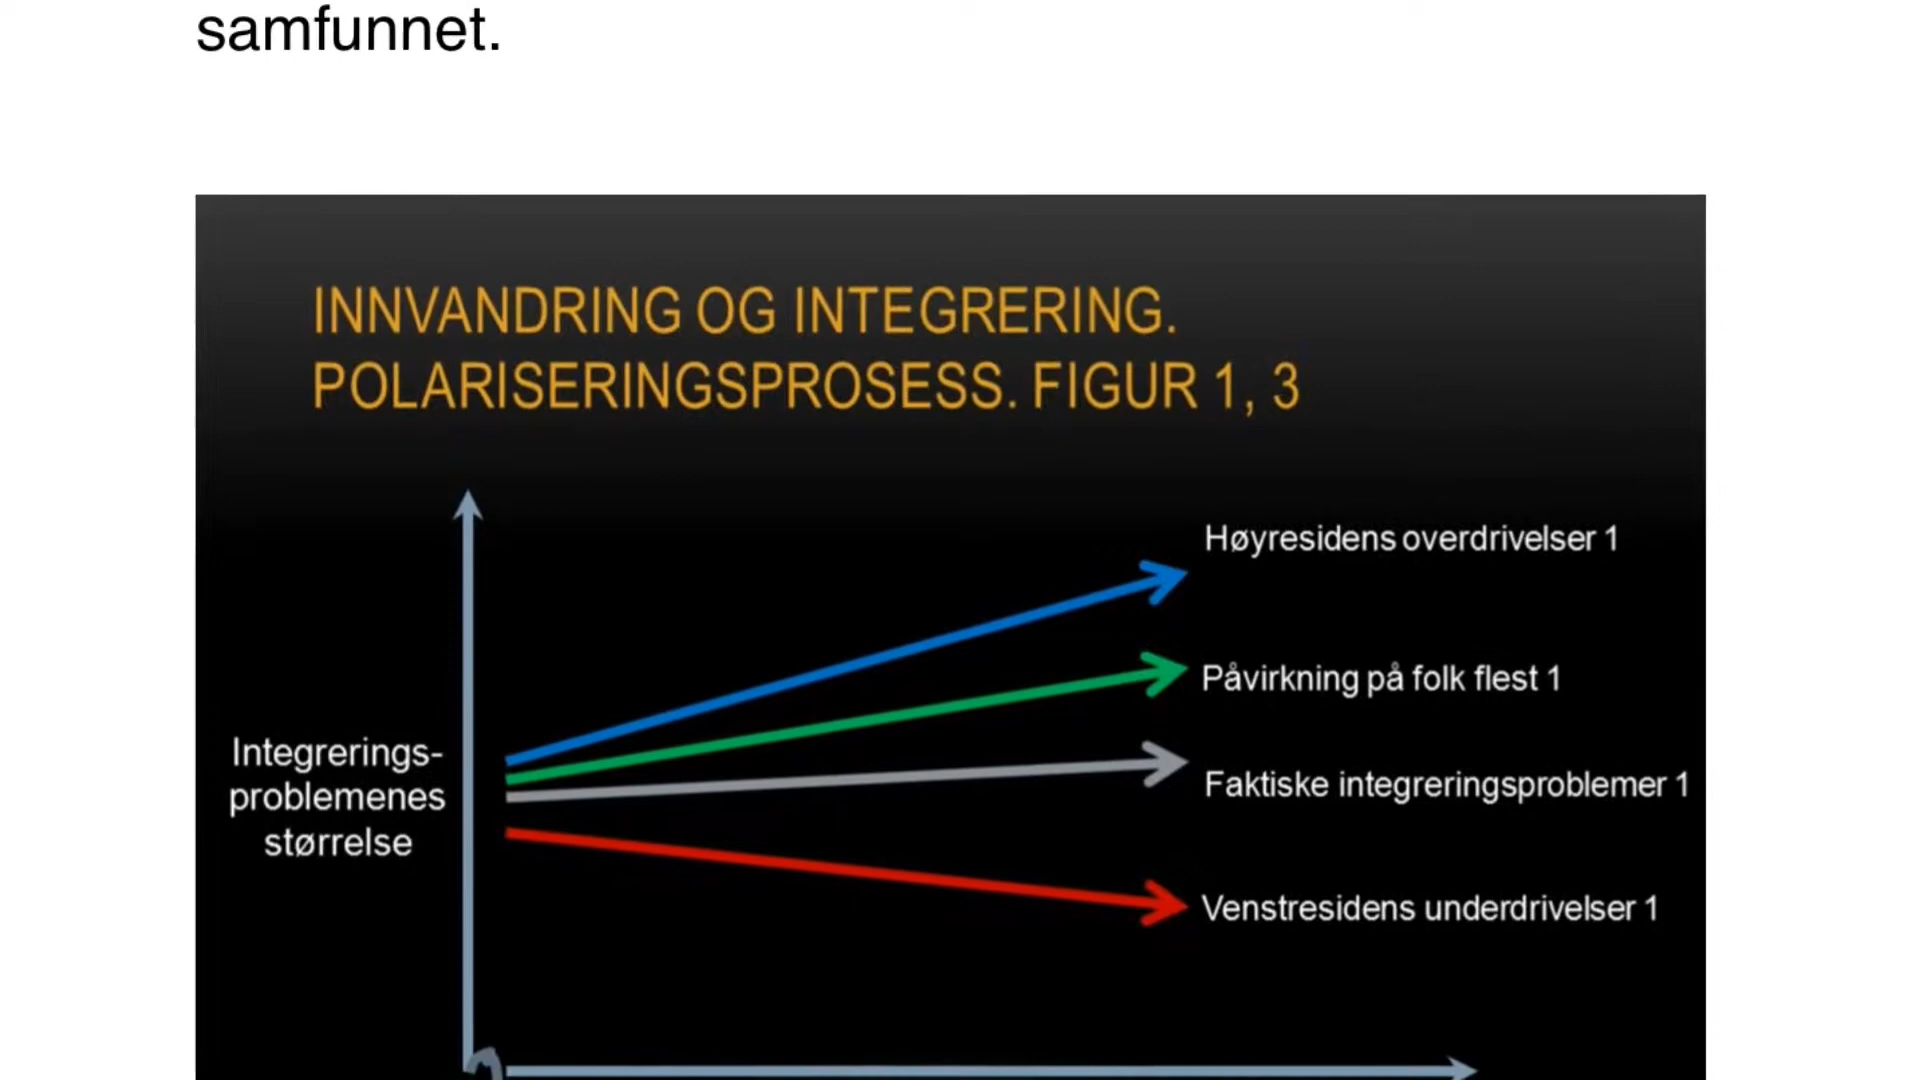 samfunnet.
INNVANDRING OG INTEGRERING.
POLARISERINGSPROSESS. FIGUR 1, 3
Høyresidens overdrivelser 1
Påvirkning på folk flest 1
Integrerings-
problemenes
størrelse
Faktiske integreringsproblemer 1
Venstresidens underdrivelser 1